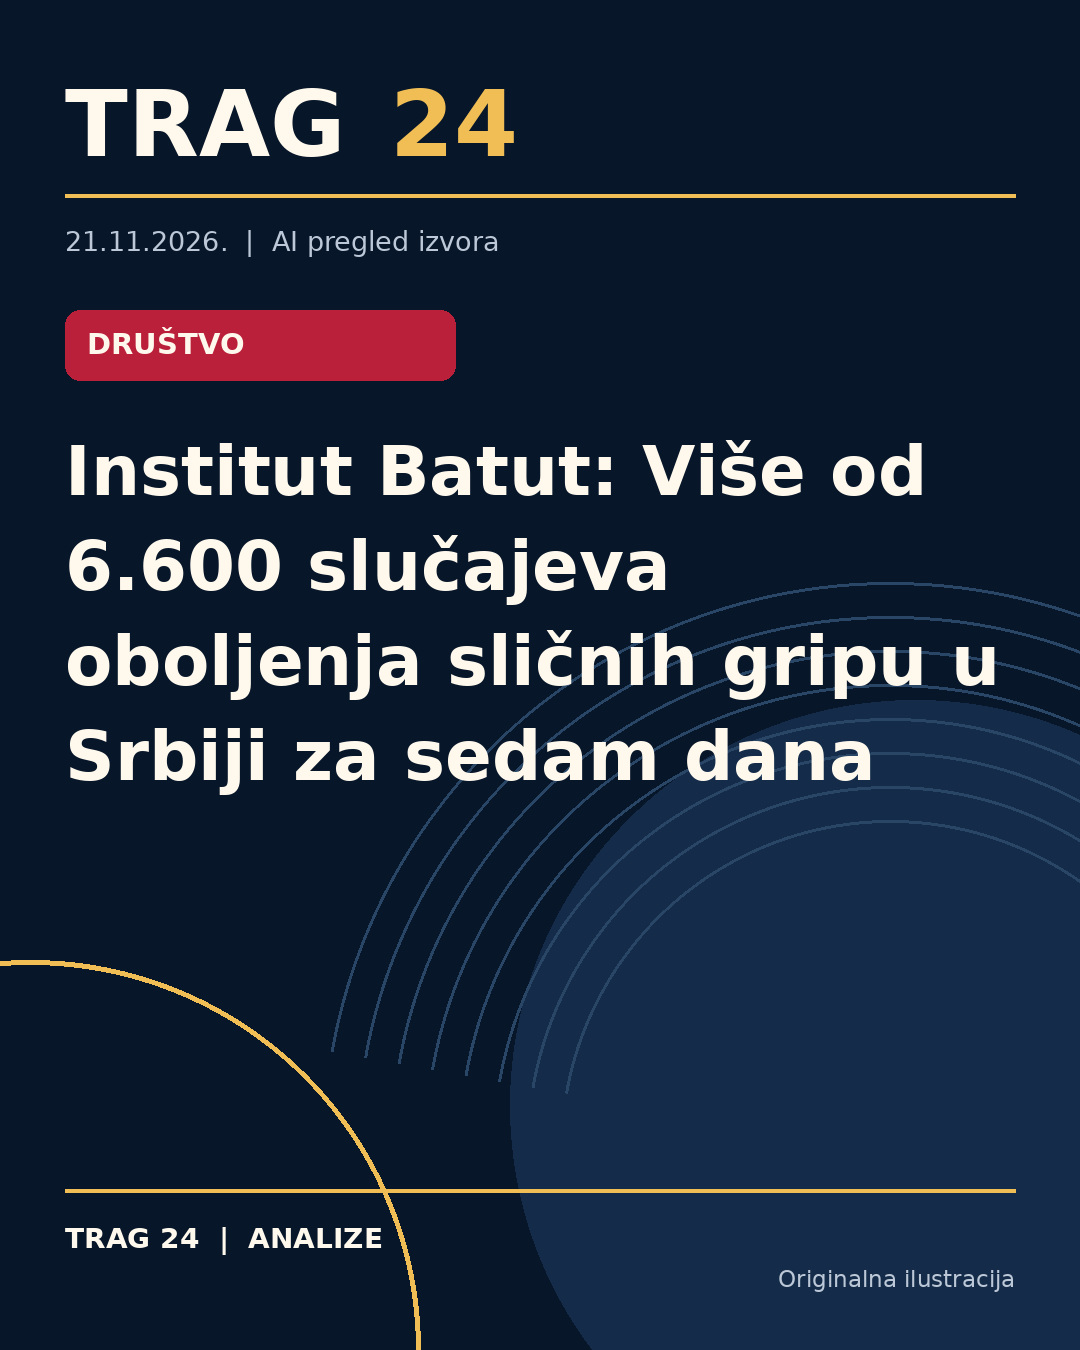 TRAG 24
21.11.2026. | AI pregled izvora
DRUŠTVO
Institut Batut: Više od
6.600 slučajeva
oboljenja sličnih gripu u
Srbiji za sedam dana
TRAG 24 | ANALIZE
Originalna ilustracija